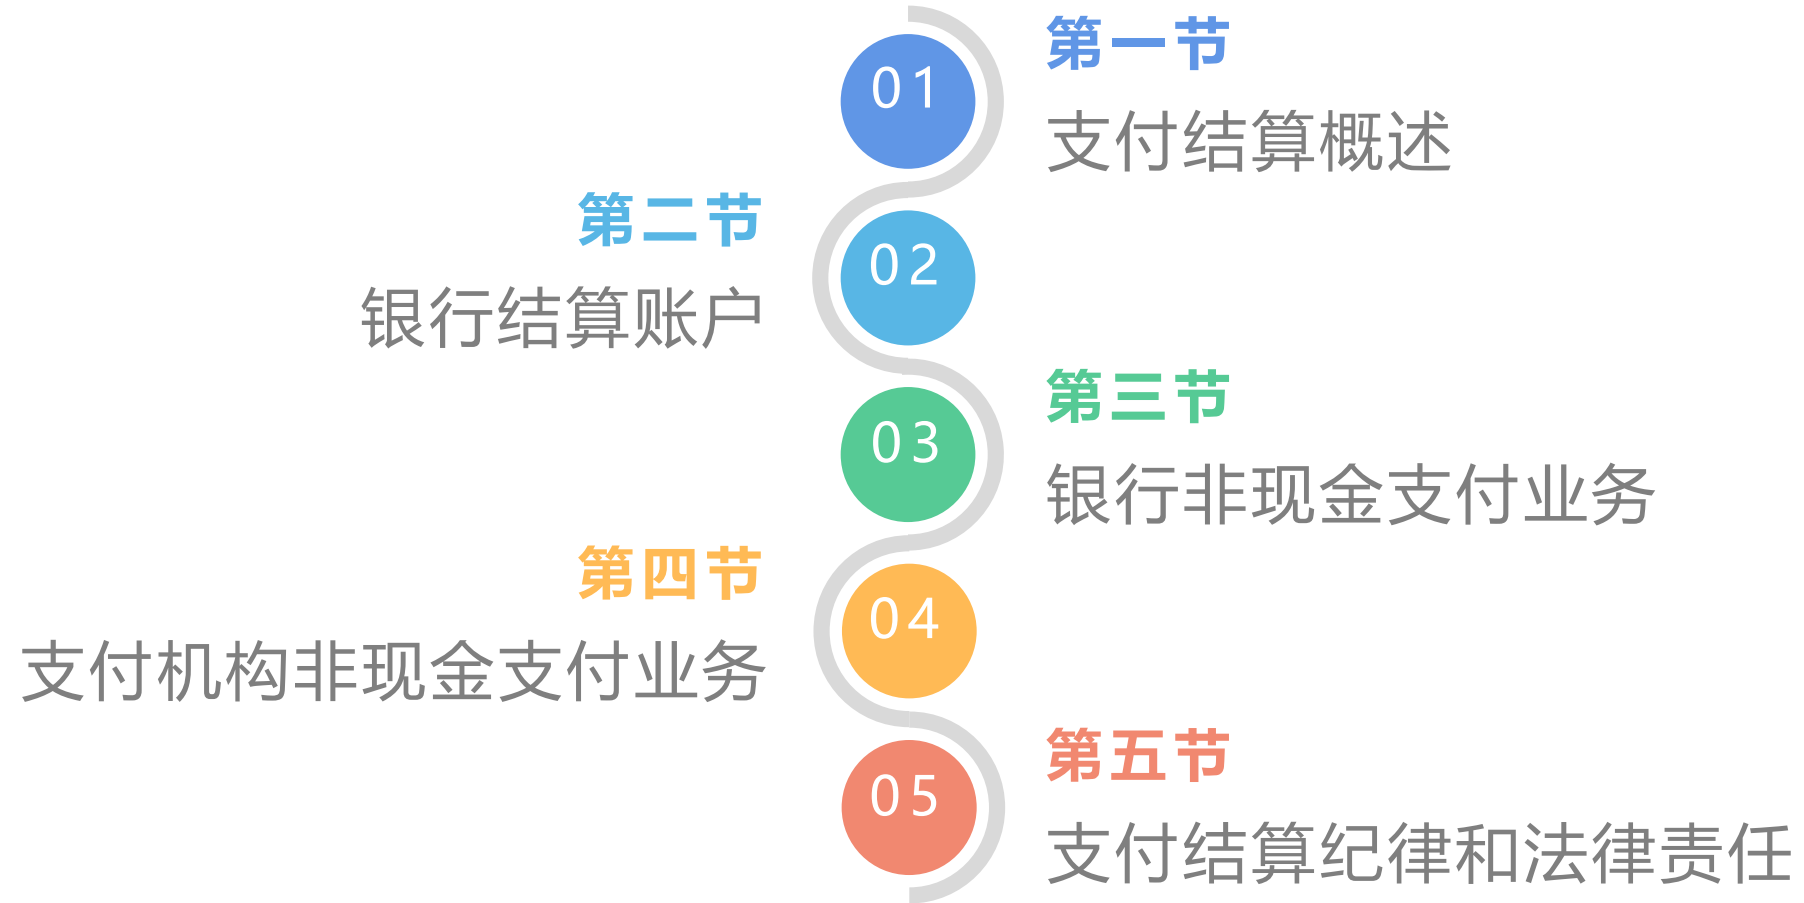 01
第一节
支付结算概述
02
第二节
银行结算账户
03
第三节
银行非现金支付业务
04
第四节
支付机构非现金支付业务
05
第五节
支付结算纪律和法律责任